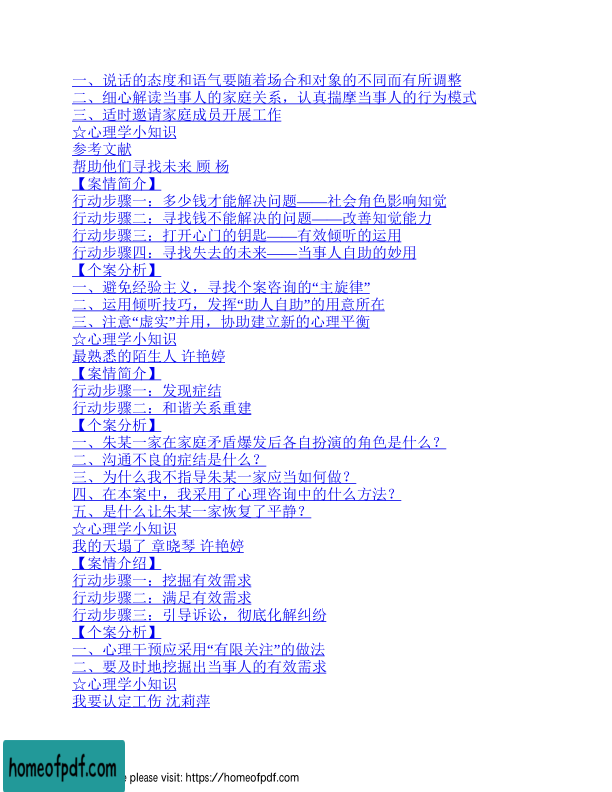 一、说话的态度和语气要随着场合和对象的不同而有所调整
二、细心解读当事人的家庭关系，认真揣摩当事人的行为模式
三、适时邀请家庭成员开展工作
☆心理学小知识
参考文献
帮助他们寻找未来 顾 杨
【案情简介】
行动步骤一：多少钱才能解决问题——社会角色影响知觉
行动步骤二：寻找钱不能解决的问题——改善知觉能力
行动步骤三：打开心门的钥匙——有效倾听的运用
行动步骤四：寻找失去的未来——当事人自助的妙用
【个案分析】
一、避免经验主义，寻找个案咨询的“主旋律”
二、运用倾听技巧，发挥“助人自助”的用意所在
三、注意“虚实”并用，协助建立新的心理平衡
☆心理学小知识
最熟悉的陌生人 许艳婷
【案情简介】
行动步骤一：发现症结
行动步骤二：和谐关系重建
【个案分析】
一、朱某一家在家庭矛盾爆发后各自扮演的角色是什么？
二、沟通不良的症结是什么？
三、为什么我不指导朱某一家应当如何做？
四、在本案中，我采用了心理咨询中的什么方法？
五、是什么让朱某一家恢复了平静？
☆心理学小知识
我的天塌了 章晓琴 许艳婷
【案情介绍】
行动步骤一：挖掘有效需求
行动步骤二：满足有效需求
行动步骤三：引导诉讼，彻底化解纠纷
【个案分析】
一、心理干预应采用“有限关注”的做法
二、要及时地挖掘出当事人的有效需求
☆心理学小知识
我要认定工伤 沈莉萍
homeofpdf.com
e please visit: https://homeofpdf.com